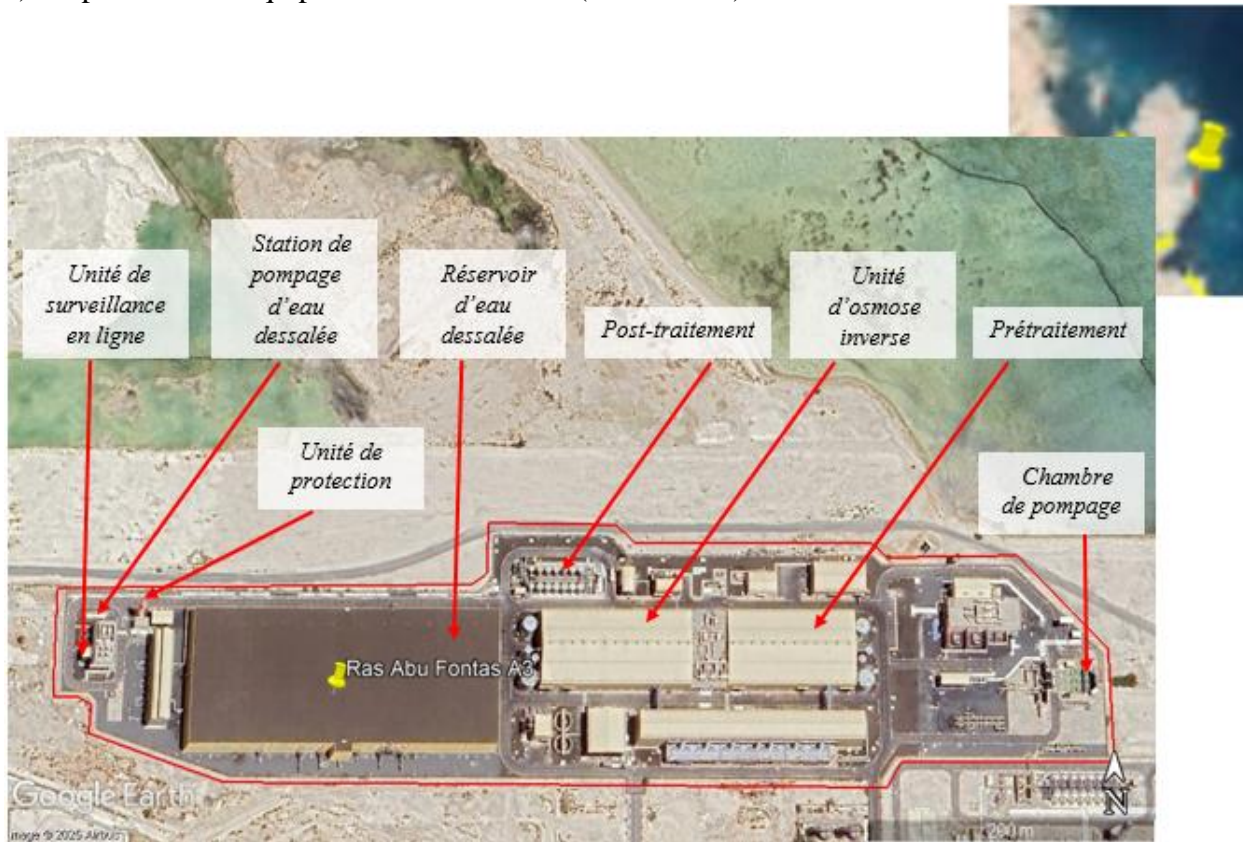 Unité de
surveillance
en ligne
Station de
pompage
d'eau
dessalée
Réservoir
d'eau
dessalée
Post-traitement
Unité
d'osmose
inverse
Prétraitement
Unité de
protection
Chambre
de pompage
Ras Abu Fontas A3
Google Earth
Image © 2025 Airbus
200 m
N